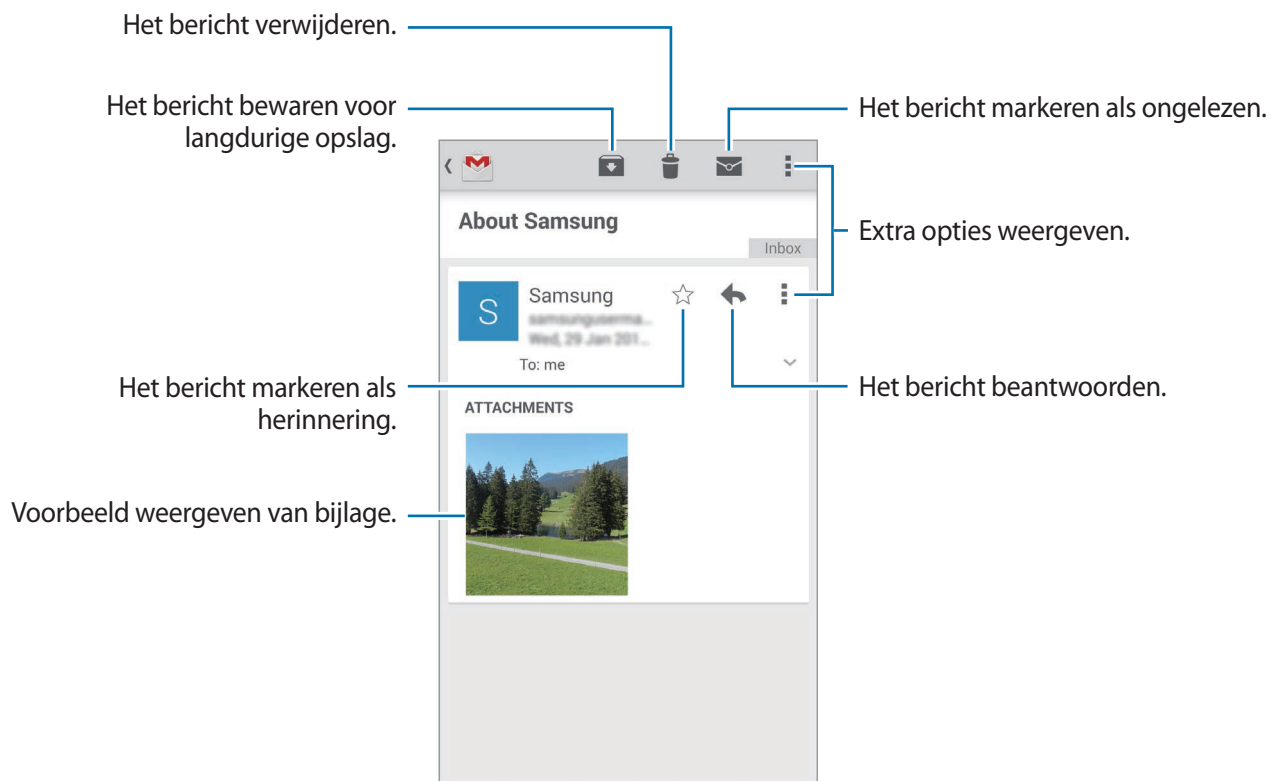 Het bericht verwijderen.
Het bericht bewaren voor
langdurige opslag.
Het bericht markeren als ongelezen.
About Samsung
Inbox
Extra opties weergeven.
S
Samsung
To: me
Het bericht markeren als
herinnering.
Het bericht beantwoorden.
ATTACHMENTS
Voorbeeld weergeven van bijlage.